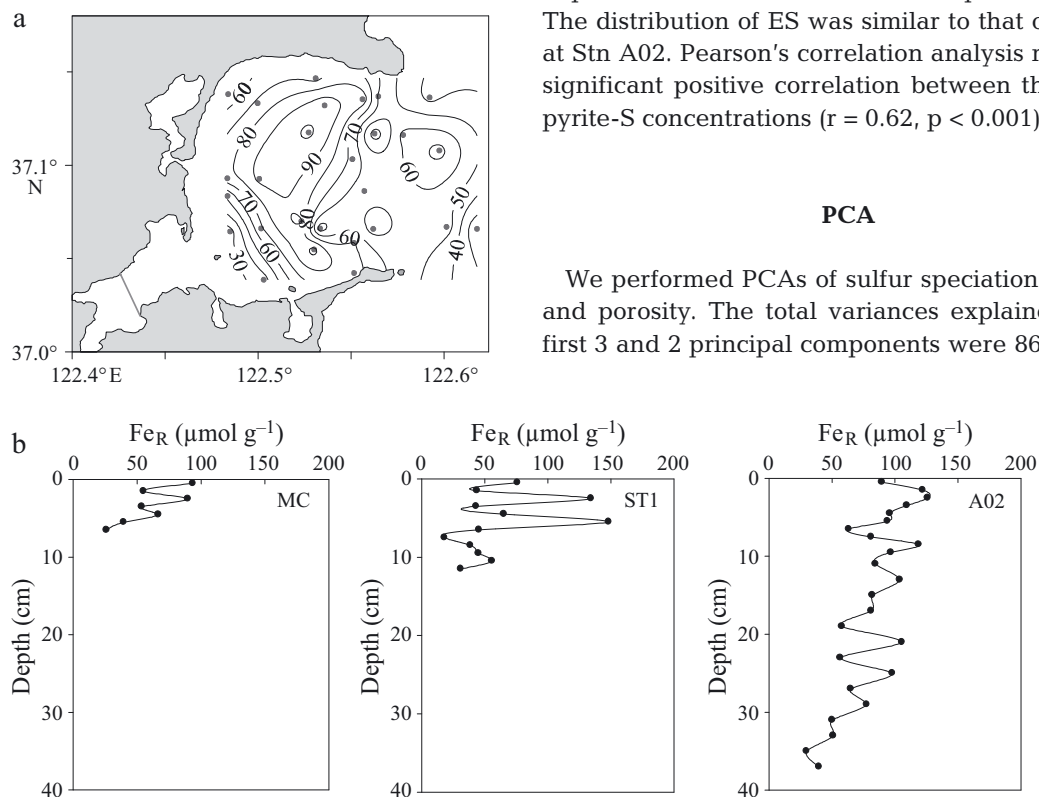 a
60
80
90
70
60
50
40
80
60
70
60
30
37.1°
N
37.0°
122.4° E
122.5°
122.6°
The distribution of ES was similar to that
at Stn A02. Pearson's correlation analysis
significant positive correlation between
pyrite-S concentrations (r = 0.62, p < 0.001)
PCA
We performed PCAs of sulfur speciation
and porosity. The total variances
first 3 and 2 principal components were 86
b
Fe_R (µmol g⁻¹)
0 50 100 150 200
0
10
20
30
40
Depth (cm)
MC
Fe_R (µmol g⁻¹)
0 50 100 150 200
0
10
20
30
40
Depth (cm)
ST1
Fe_R (µmol g⁻¹)
0 50 100 150 200
0
10
20
30
40
Depth (cm)
A02